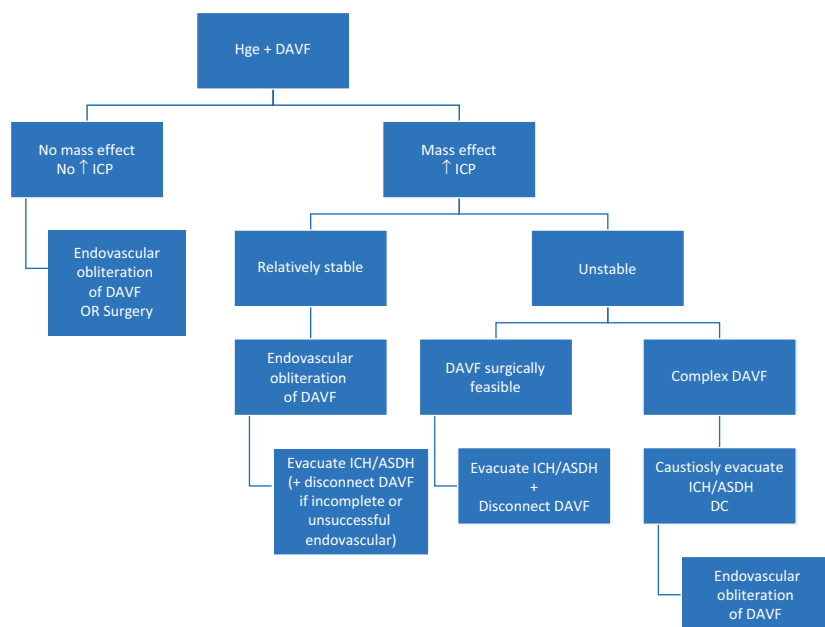 Hge + DAVF
No mass effect
No ↑ ICP
Mass effect
↑ ICP
Endovascular
obliteration
of DAVF
OR Surgery
Relatively stable
Unstable
Endovascular
obliteration
of DAVF
DAVF surgically
feasible
Complex DAVF
Evacuate ICH/ASDH
(+ disconnect DAVF
if incomplete or
unsuccessful
endovascular)
Evacuate ICH/ASDH
+
Disconnect DAVF
Caustiosly evacuate
ICH/ASDH
DC
Endovascular
obliteration
of DAVF